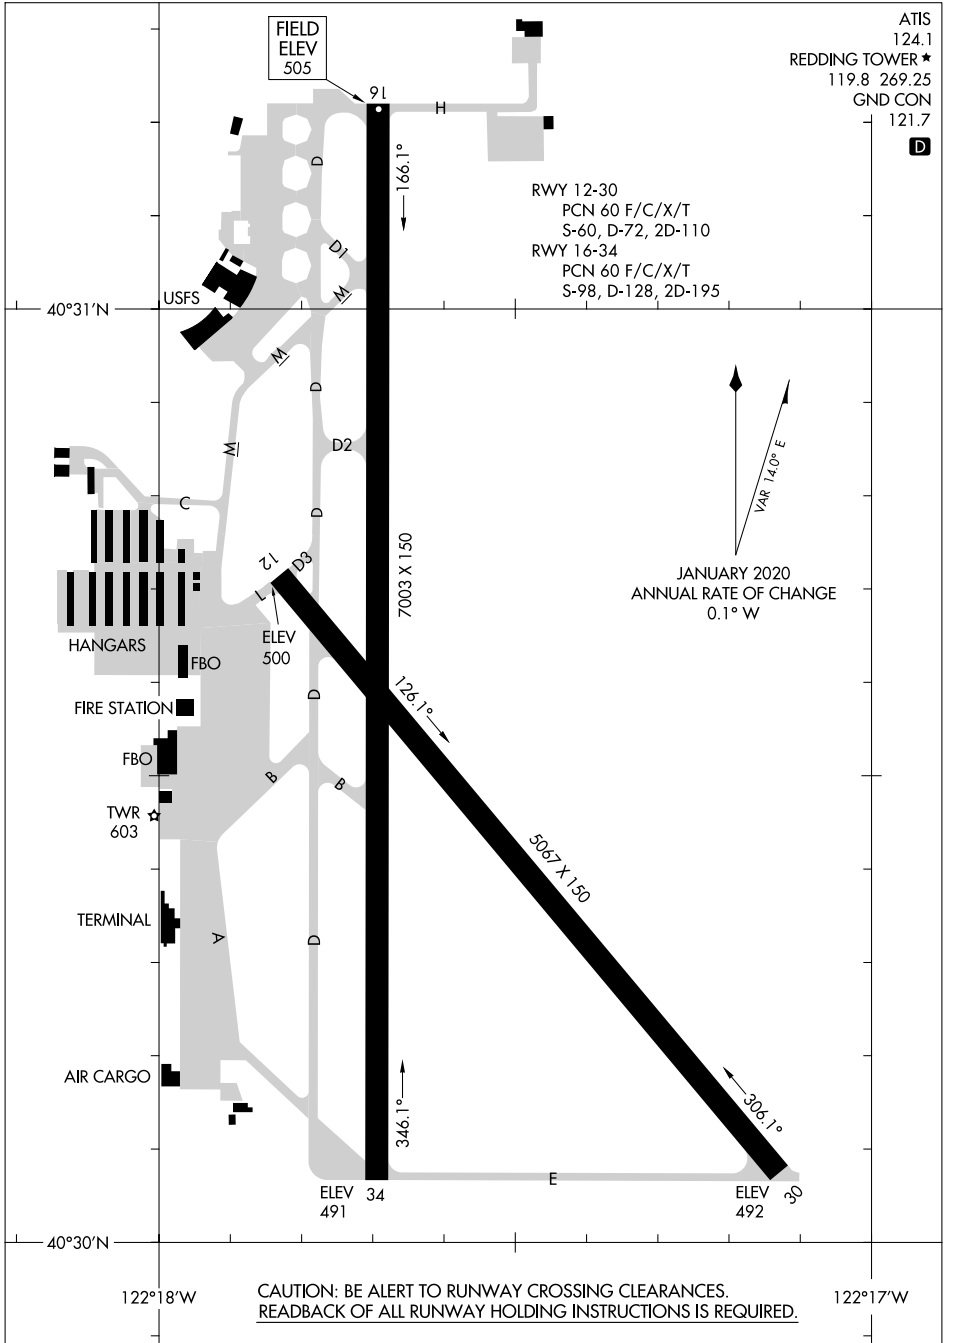 FIELD
ELEV
505
ATIS
124.1
REDDING TOWER ★
119.8 269.25
GND CON
121.7
D
16
H
D
166.1°
RWY 12-30
PCN 60 F/C/X/T
S-60, D-72, 2D-110
RWY 16-34
PCN 60 F/C/X/T
S-98, D-128, 2D-195
D1
USFS
W
40°31'N
W
D
VAR 14.0° E
D2
W
C
D
7003 X 150
12
D3
JANUARY 2020
ANNUAL RATE OF CHANGE
0.1° W
L
ELEV
500
HANGARS
FBO
D
126.1°
FIRE STATION
FBO
B
B
TWR
603
5067 X 150
TERMINAL
A
D
AIR CARGO
346.1°
306.1°
E
ELEV
491
34
ELEV
492
30
40°30'N
122°18'W
122°17'W
CAUTION: BE ALERT TO RUNWAY CROSSING CLEARANCES.
READBACK OF ALL RUNWAY HOLDING INSTRUCTIONS IS REQUIRED.